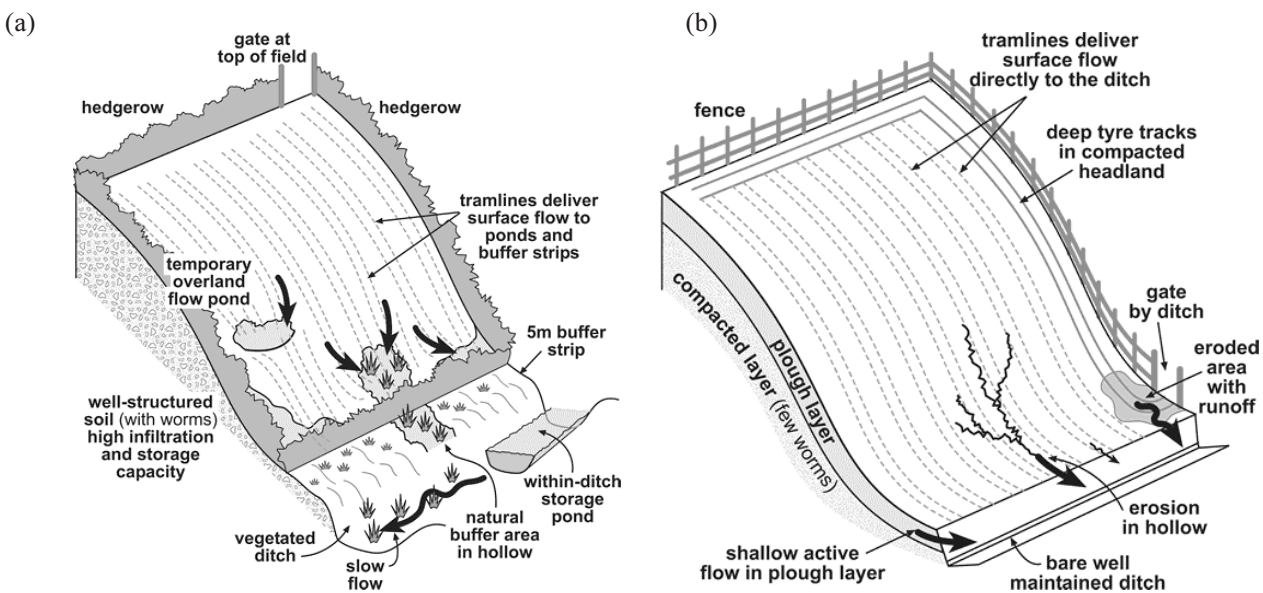 (a)
gate at
top of field
hedgerow
hedgerow
tramlines deliver
surface flow to
ponds and
buffer strips
temporary
overland
flow pond
5m buffer
strip
well-structured
soil (with worms)
high infiltration
and storage
capacity
within-ditch
storage
pond
natural
buffer area
in hollow
vegetated
ditch
slow
flow
(b)
tramlines deliver
surface flow
directly to the ditch
fence
deep tyre tracks
in compacted
headland
gate
by ditch
eroded
area
with
runoff
plough layer
compacted layer (few worms)
erosion
in hollow
shallow active
flow in plough layer
bare well
maintained ditch